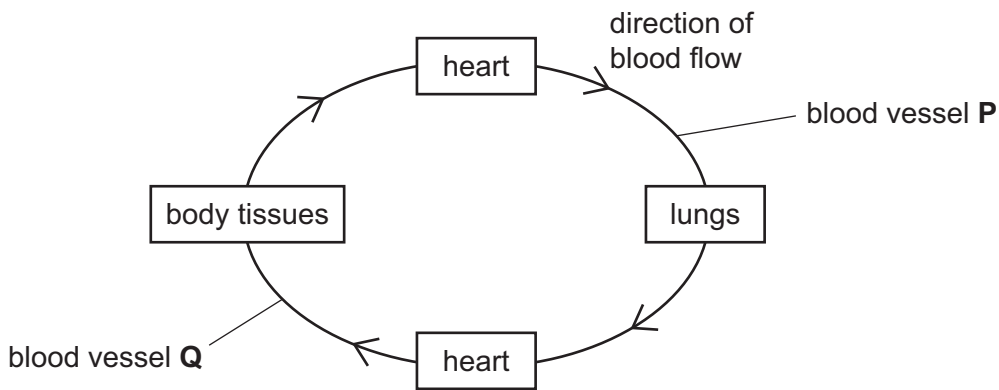 direction of
blood flow
heart
blood vessel P
body tissues
lungs
blood vessel Q
heart